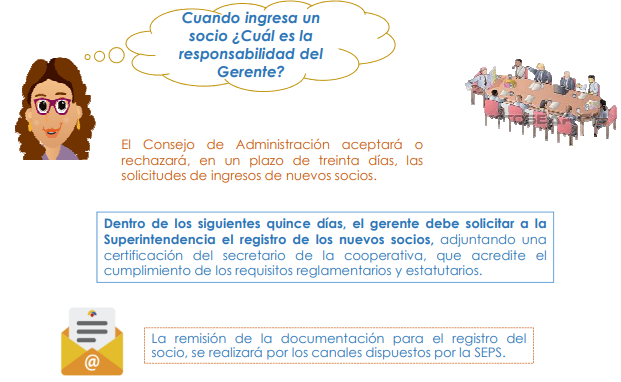 Cuando ingresa un
socio ¿Cuál es la
responsabilidad del
Gerente?
El Consejo de Administración aceptará o
rechazará, en un plazo de treinta días, las
solicitudes de ingresos de nuevos socios.
Dentro de los siguientes quince días, el gerente debe solicitar a la
Superintendencia el registro de los nuevos socios, adjuntando una
certificación del secretario de la cooperativa, que acredite el
cumplimiento de los requisitos reglamentarios y estatutarios.
@
La remisión de la documentación para el registro del
socio, se realizará por los canales dispuestos por la SEPS.